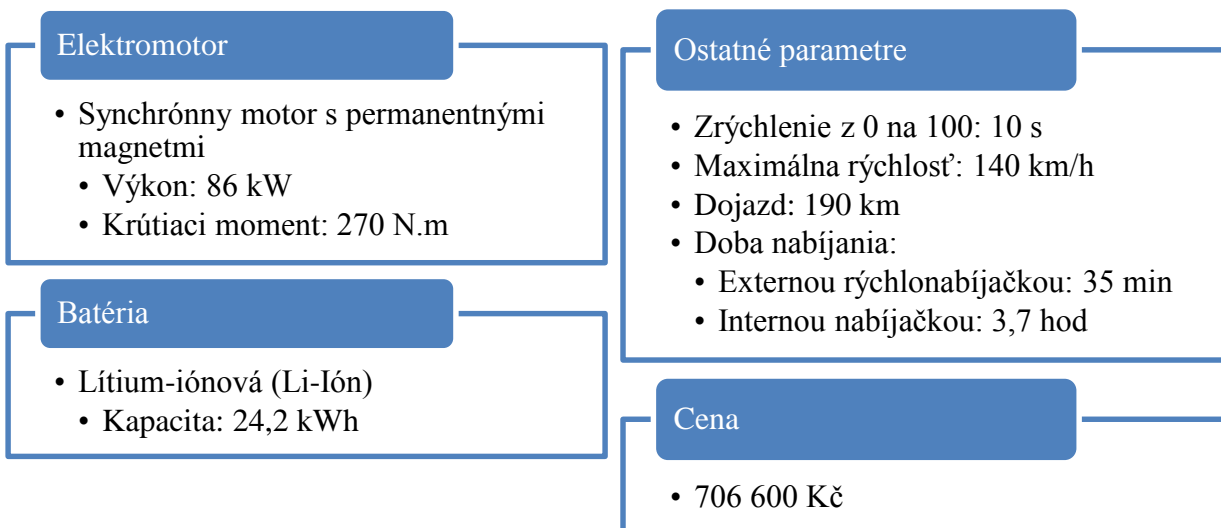 Elektromotor
• Synchrónny motor s permanentnými
magnetmi
• Výkon: 86 kW
• Krútiaci moment: 270 N.m
Batéria
• Lítium-iónová (Li-Ión)
• Kapacita: 24,2 kWh
Ostatné parametre
• Zrýchlenie z 0 na 100: 10 s
• Maximálna rýchlosť: 140 km/h
• Dojazd: 190 km
• Doba nabíjania:
• Externou rýchlonabíjačkou: 35 min
• Internou nabíjačkou: 3,7 hod
Cena
• 706 600 Kč